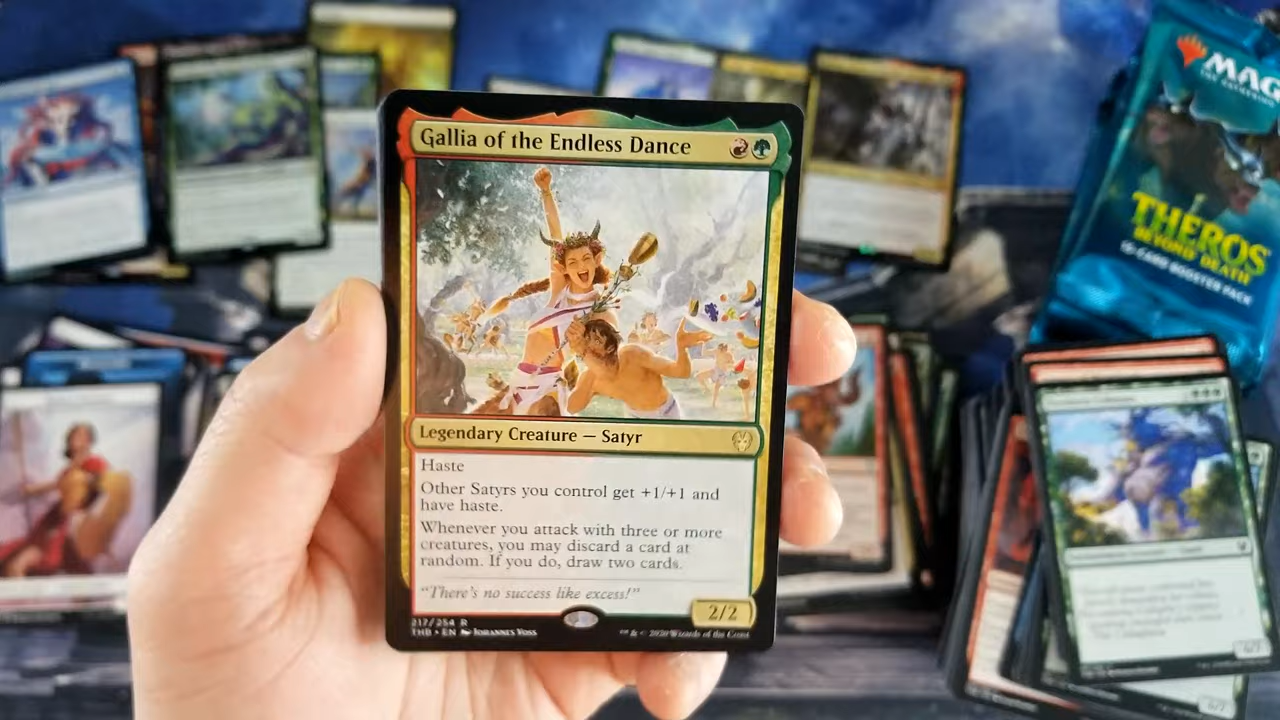 Gallia of the Endless Dance
Legendary Creature — Satyr
Haste
Other Satyrs you control get +1/+1 and
have haste.
Whenever you attack with three or more
creatures, you may discard a card at
random. If you do, draw two cards.
“There’s no success like excess!”
2/2
217/254 R
THB • EN Johannes Voss
™ & © 2020 Wizards of the Coast
MAG
THEROS
BEYOND DEATH
15-CARD BOOSTER PACK